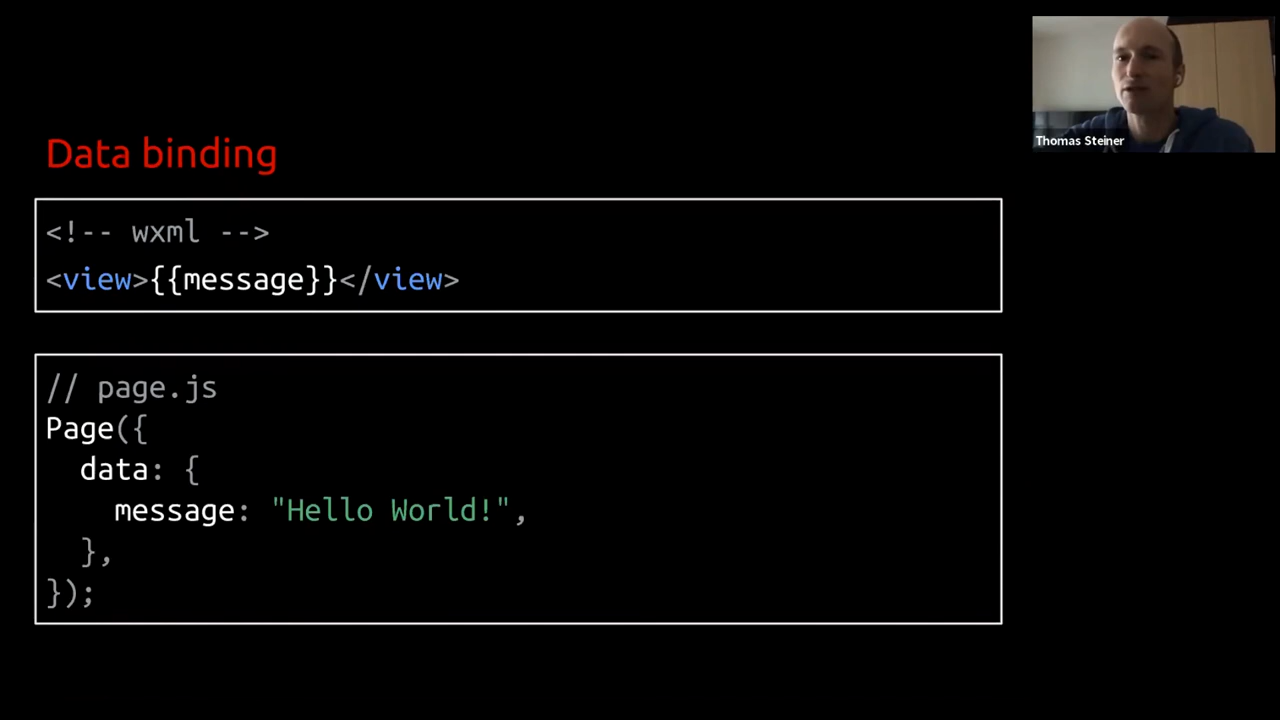 Data binding
<!-- wxml -->
<view>{{message}}</view>
// page.js
Page({
  data: {
    message: "Hello World!",
  },
});
Thomas Steiner